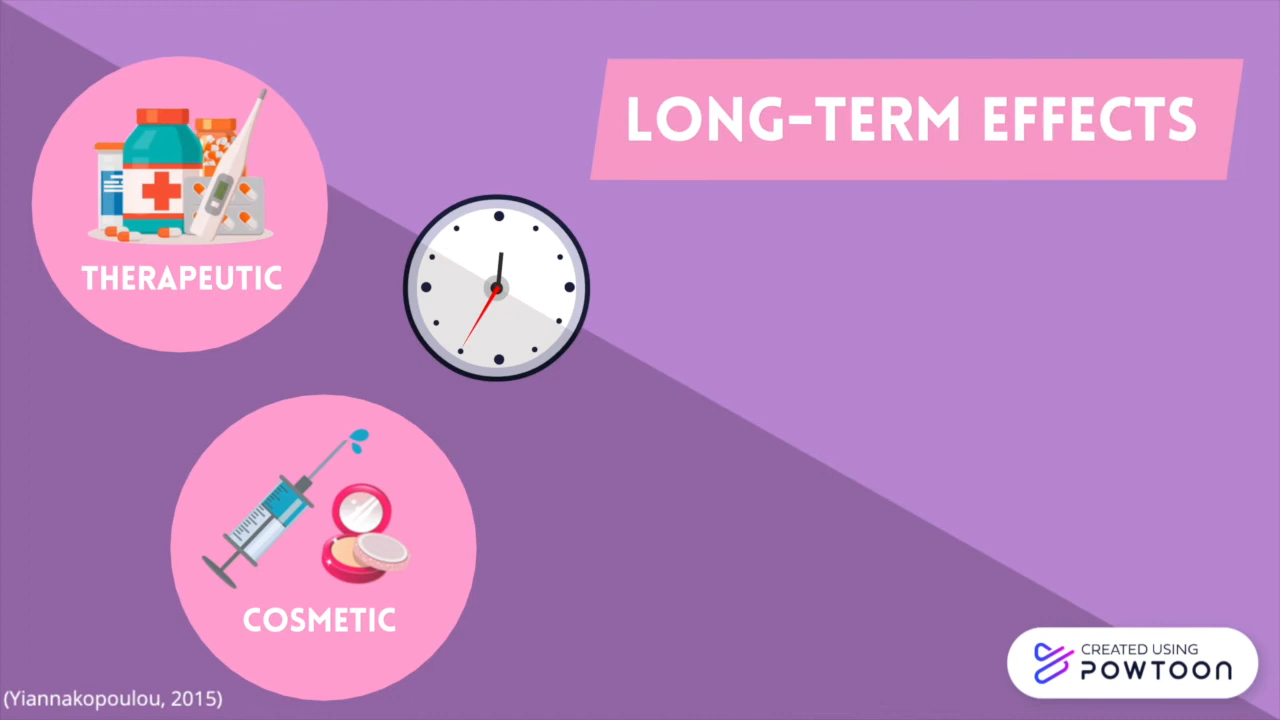 LONG-TERM EFFECTS
THERAPEUTIC
COSMETIC
(Yiannakopoulou, 2015)
CREATED USING
POWTOON